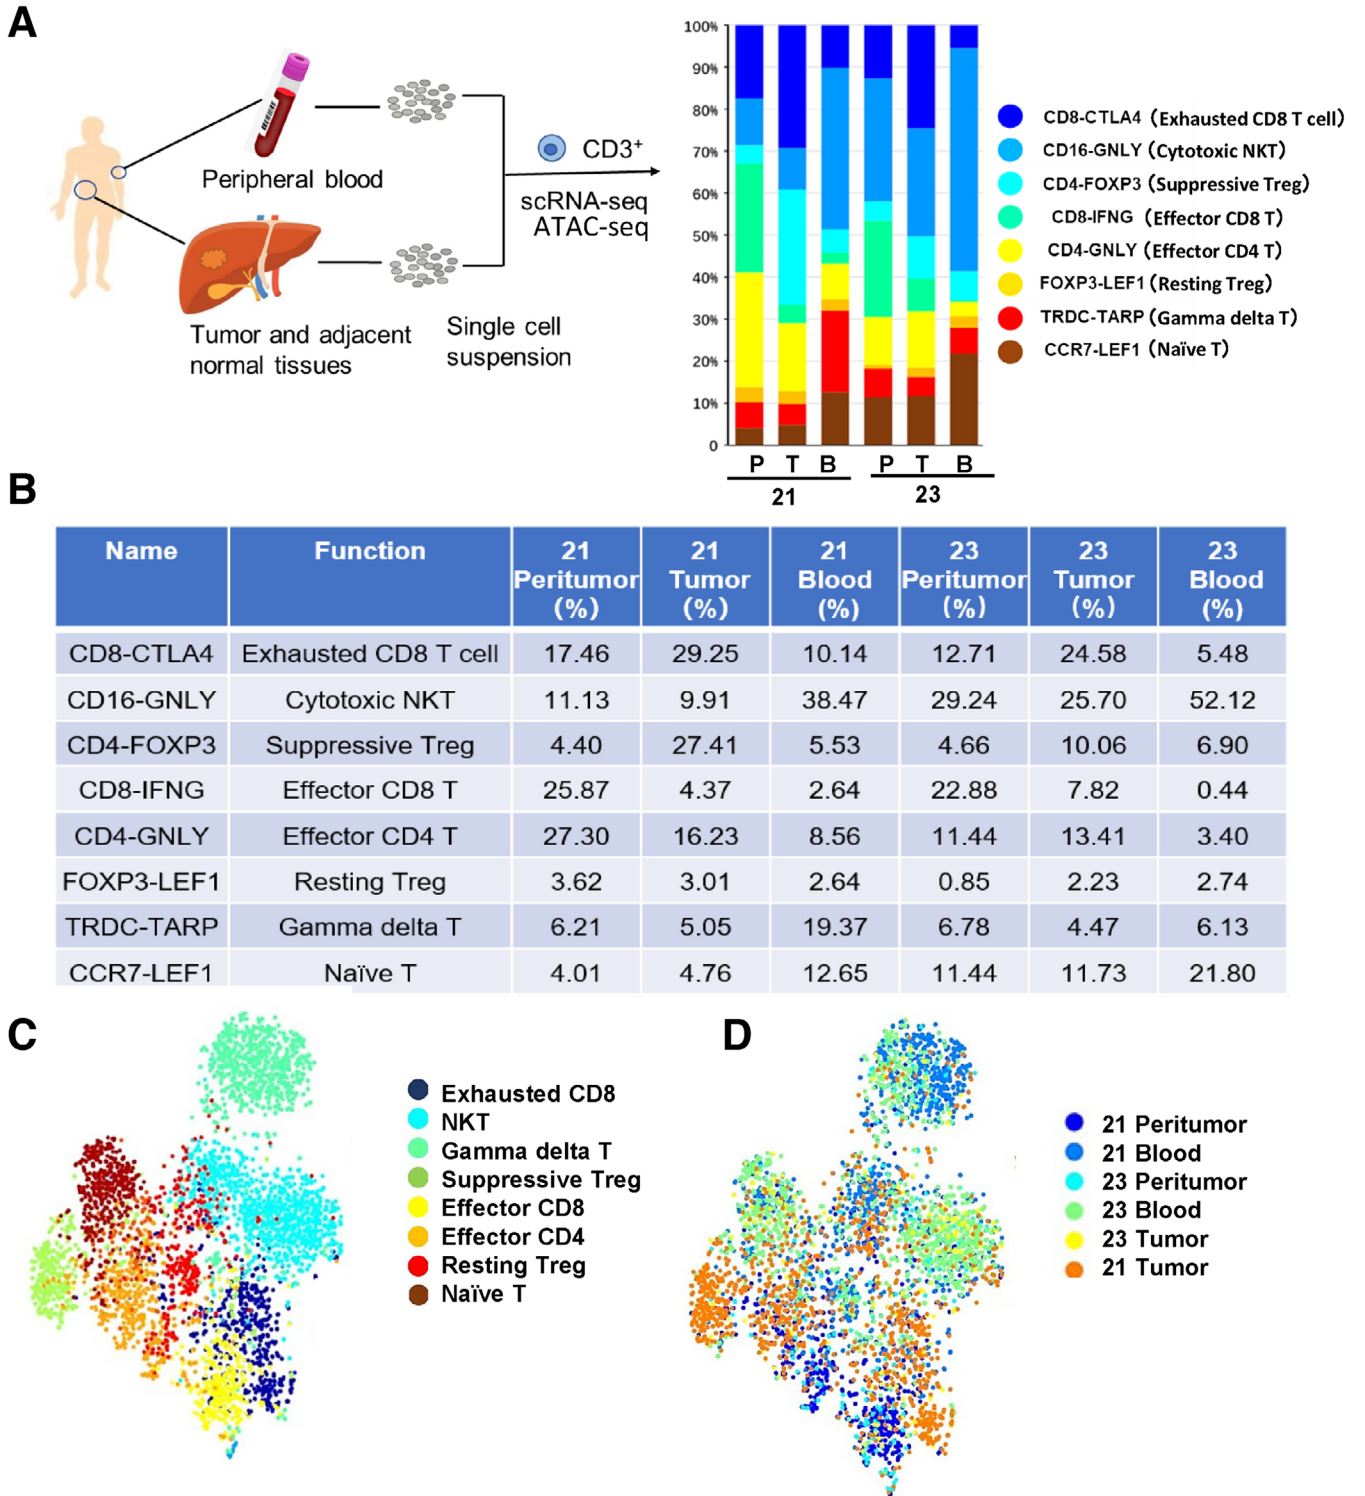 A
Peripheral blood
Tumor and adjacent
normal tissues
Single cell
suspension
CD3+
scRNA-seq
ATAC-seq
100%
90%
80%
70%
60%
50%
40%
30%
20%
10%
0
P T B P T B
21 23
CD8-CTLA4 (Exhausted CD8 T cell)
CD16-GNLY (Cytotoxic NKT)
CD4-FOXP3 (Suppressive Treg)
CD8-IFNG (Effector CD8 T)
CD4-GNLY (Effector CD4 T)
FOXP3-LEF1 (Resting Treg)
TRDC-TARP (Gamma delta T)
CCR7-LEF1 (Naïve T)
B
Name Function 21 Peritumor (%) 21 Tumor (%) 21 Blood (%) 23 Peritumor (%) 23 Tumor (%) 23 Blood (%)
CD8-CTLA4 Exhausted CD8 T cell 17.46 29.25 10.14 12.71 24.58 5.48
CD16-GNLY Cytotoxic NKT 11.13 9.91 38.47 29.24 25.70 52.12
CD4-FOXP3 Suppressive Treg 4.40 27.41 5.53 4.66 10.06 6.90
CD8-IFNG Effector CD8 T 25.87 4.37 2.64 22.88 7.82 0.44
CD4-GNLY Effector CD4 T 27.30 16.23 8.56 11.44 13.41 3.40
FOXP3-LEF1 Resting Treg 3.62 3.01 2.64 0.85 2.23 2.74
TRDC-TARP Gamma delta T 6.21 5.05 19.37 6.78 4.47 6.13
CCR7-LEF1 Naïve T 4.01 4.76 12.65 11.44 11.73 21.80
C
Exhausted CD8
NKT
Gamma delta T
Suppressive Treg
Effector CD8
Effector CD4
Resting Treg
Naïve T
D
21 Peritumor
21 Blood
23 Peritumor
23 Blood
23 Tumor
21 Tumor